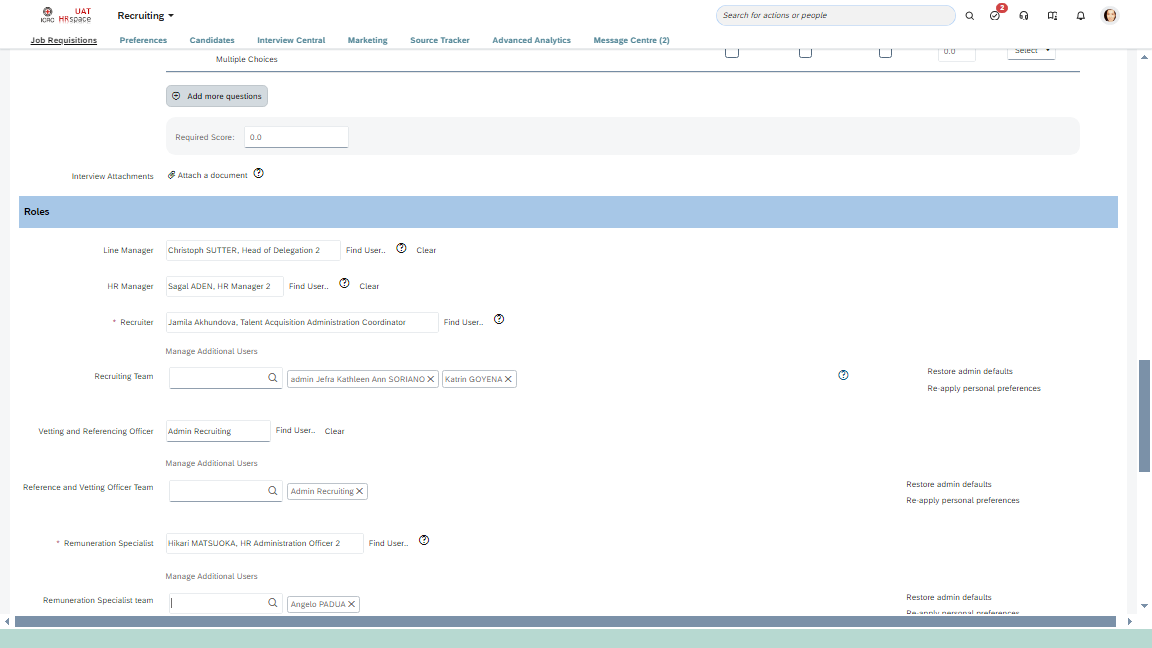 ICRC UAT HRspace
Recruiting
Search for actions or people
2
Job Requisitions Preferences Candidates Interview Central Marketing Source Tracker Advanced Analytics Message Centre (2)
Multiple Choices 0.0 Select
Add more questions
Required Score: 0.0
Interview Attachments Attach a document
Roles
Line Manager Christoph SUTTER, Head of Delegation 2 Find User.. Clear
HR Manager Sagal ADEN, HR Manager 2 Find User.. Clear
* Recruiter Jamila Akhundova, Talent Acquisition Administration Coordinator Find User..
Manage Additional Users
Recruiting Team admin Jefra Kathleen Ann SORIANO Katrin GOYENA Restore admin defaults
Re-apply personal preferences
Vetting and Referencing Officer Admin Recruiting Find User.. Clear
Manage Additional Users
Reference and Vetting Officer Team Admin Recruiting Restore admin defaults
Re-apply personal preferences
* Remuneration Specialist Hikari MATSUOKA, HR Administration Officer 2 Find User..
Manage Additional Users
Remuneration Specialist team Angelo PADUA Restore admin defaults
Re-apply personal preferences